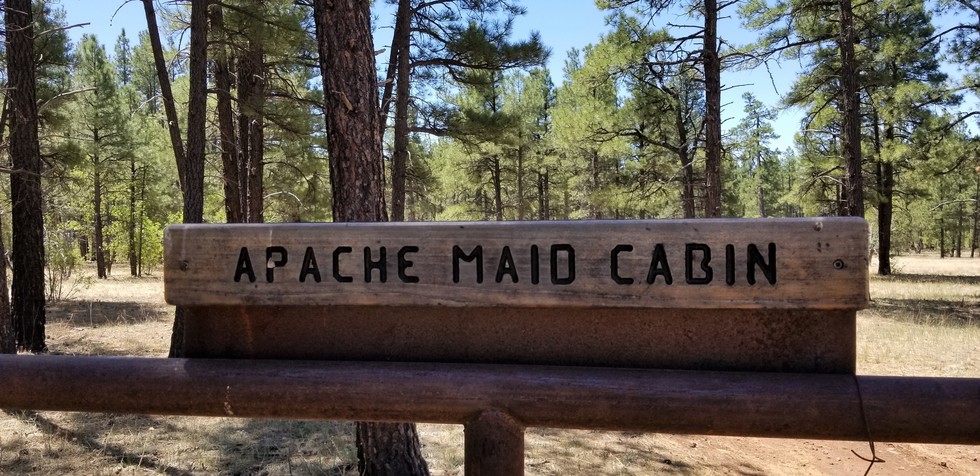 APACHE MAID CABIN